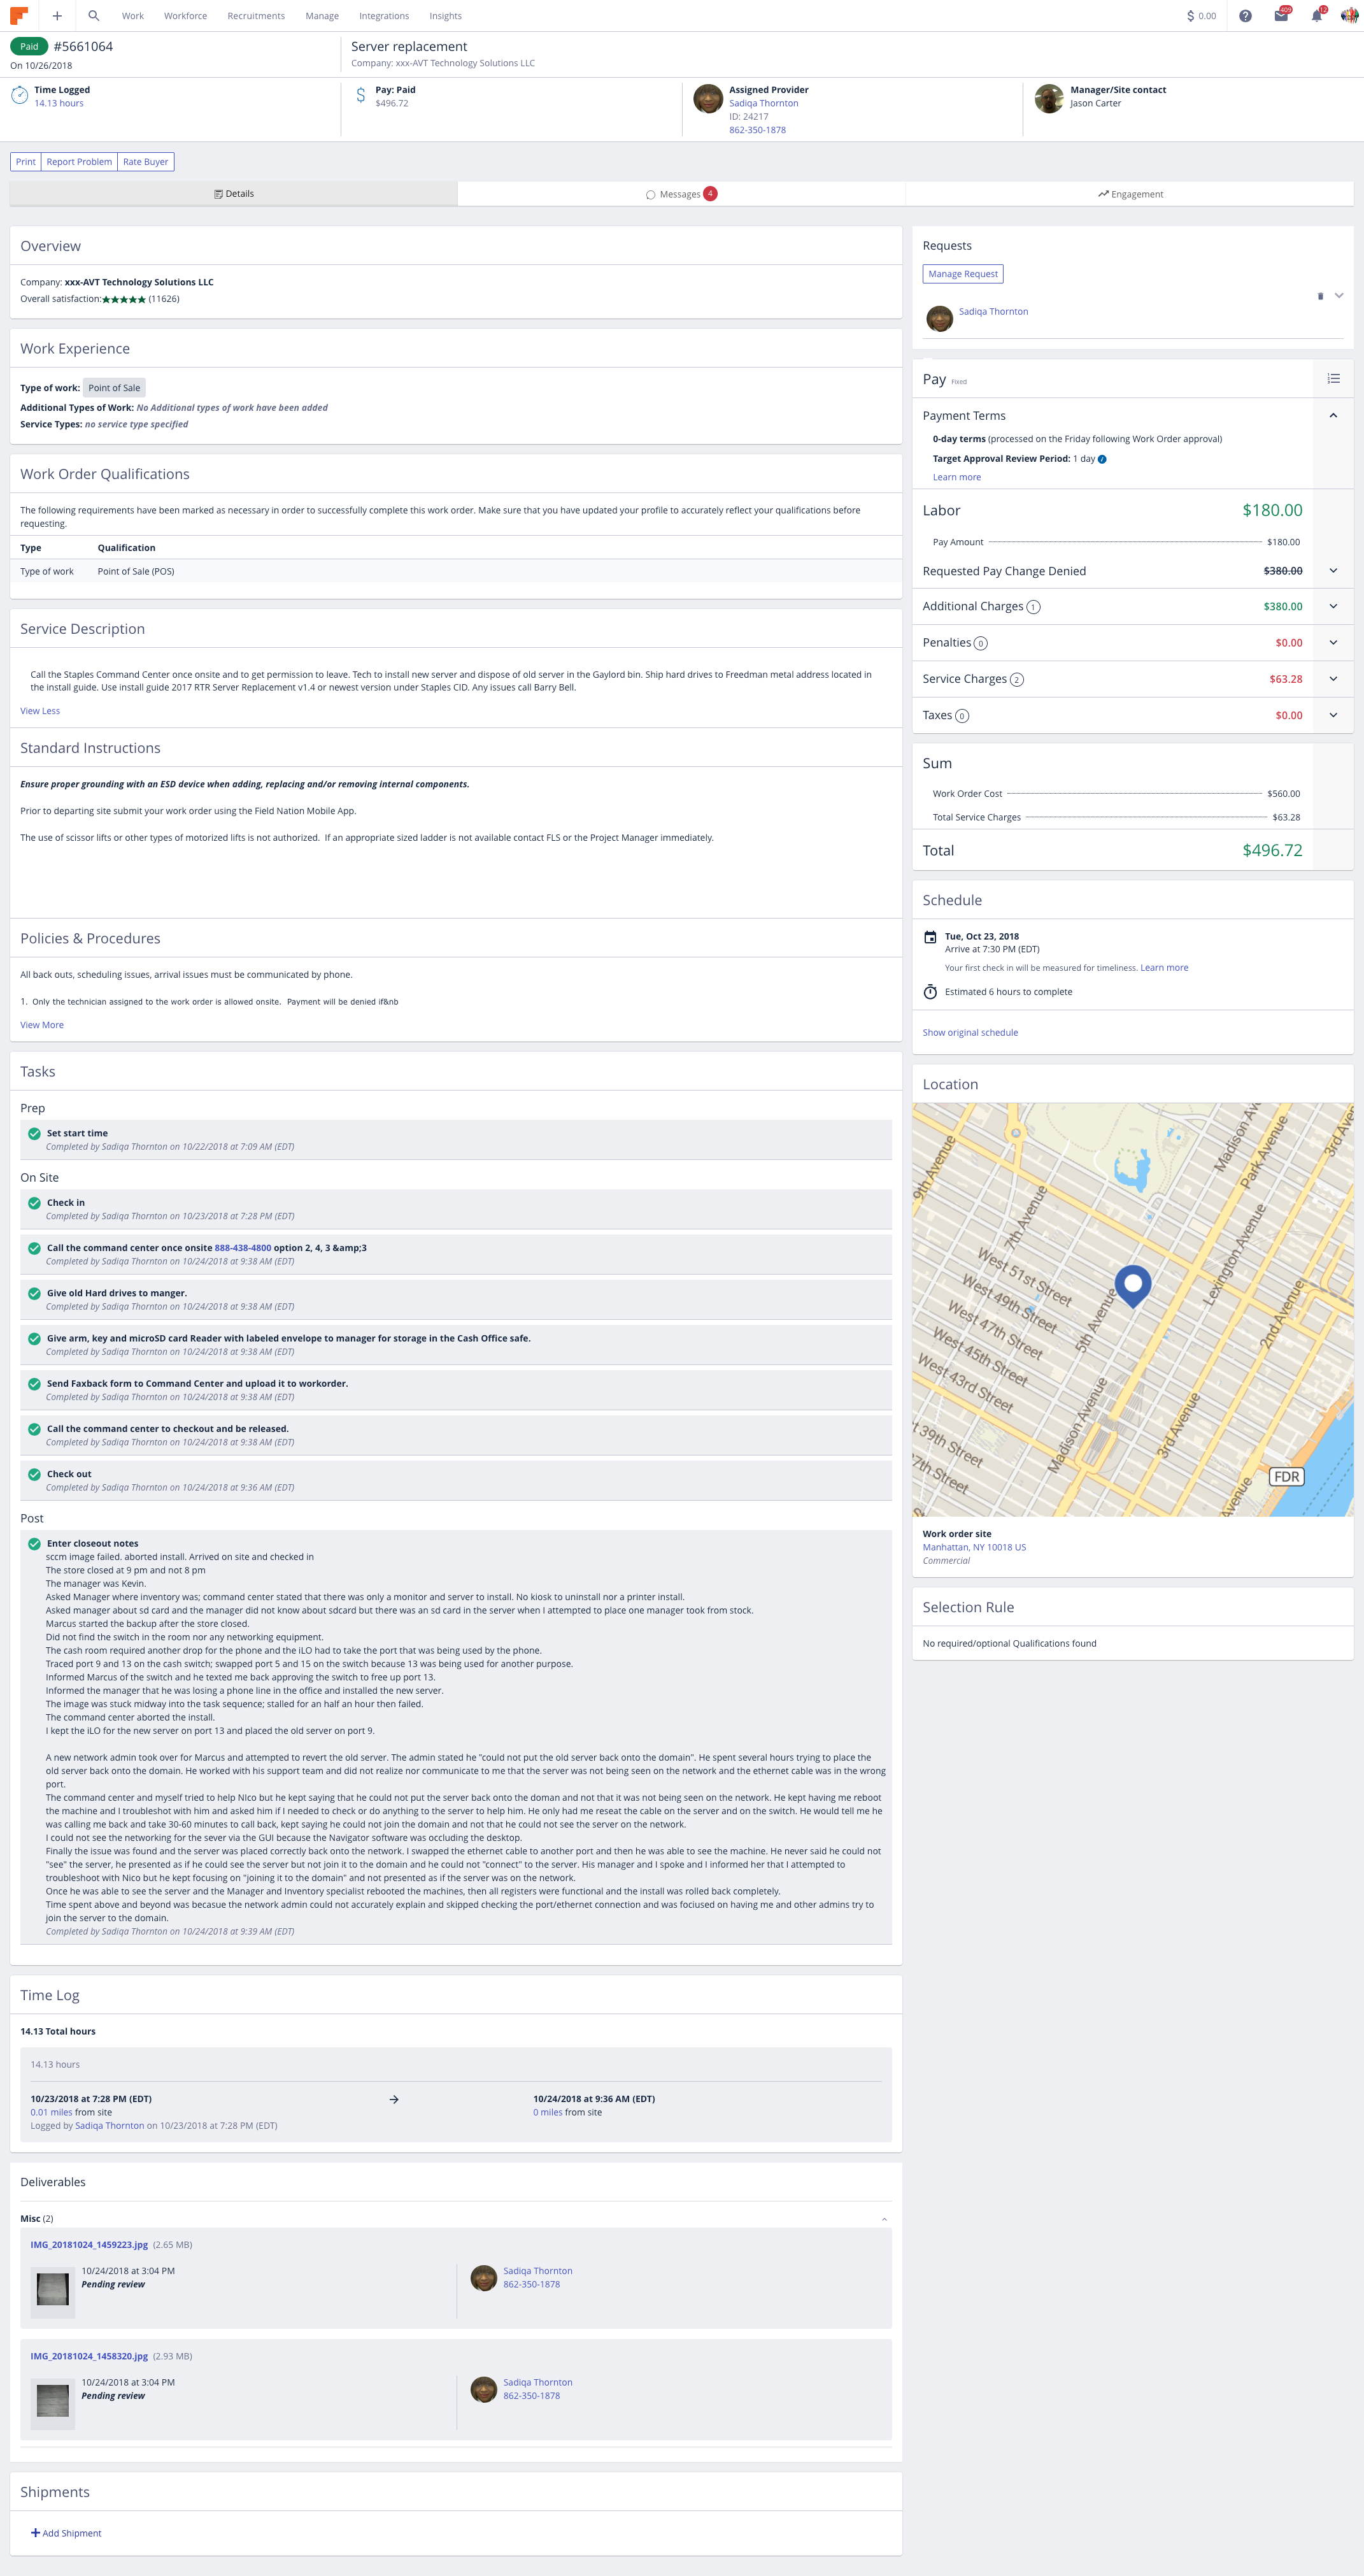 Work Workforce Recruitments Manage Integrations Insights
$ 0.00 409 12
Paid #5661064
On 10/26/2018
Server replacement
Company: xxx-AVT Technology Solutions LLC
Time Logged
14.13 hours
Pay: Paid
$496.72
Assigned Provider
Sadiqa Thornton
ID: 24217
862-350-1878
Manager/Site contact
Jason Carter
Print Report Problem Rate Buyer
Details
Messages 4
Engagement
Overview
Company: xxx-AVT Technology Solutions LLC
Overall satisfaction:★★★★★ (11626)
Work Experience
Type of work: Point of Sale
Additional Types of Work: No Additional types of work have been added
Service Types: no service type specified
Work Order Qualifications
The following requirements have been marked as necessary in order to successfully complete this work order. Make sure that you have updated your profile to accurately reflect your qualifications before
requesting.
Type Qualification
Type of work Point of Sale (POS)
Service Description
Call the Staples Command Center once onsite and to get permission to leave. Tech to install new server and dispose of old server in the Gaylord bin. Ship hard drives to Freedman metal address located in
the install guide. Use install guide 2017 RTR Server Replacement v1.4 or newest version under Staples CID. Any issues call Barry Bell.
View Less
Standard Instructions
Ensure proper grounding with an ESD device when adding, replacing and/or removing internal components.
Prior to departing site submit your work order using the Field Nation Mobile App.
The use of scissor lifts or other types of motorized lifts is not authorized. If an appropriate sized ladder is not available contact FLS or the Project Manager immediately.
Policies & Procedures
All back outs, scheduling issues, arrival issues must be communicated by phone.
1. Only the technician assigned to the work order is allowed onsite. Payment will be denied if&nb
View More
Tasks
Prep
Set start time
Completed by Sadiqa Thornton on 10/22/2018 at 7:09 AM (EDT)
On Site
Check in
Completed by Sadiqa Thornton on 10/23/2018 at 7:28 PM (EDT)
Call the command center once onsite 888-438-4800 option 2, 4, 3 &amp;3
Completed by Sadiqa Thornton on 10/24/2018 at 9:38 AM (EDT)
Give old Hard drives to manger.
Completed by Sadiqa Thornton on 10/24/2018 at 9:38 AM (EDT)
Give arm, key and microSD card Reader with labeled envelope to manager for storage in the Cash Office safe.
Completed by Sadiqa Thornton on 10/24/2018 at 9:38 AM (EDT)
Send Faxback form to Command Center and upload it to workorder.
Completed by Sadiqa Thornton on 10/24/2018 at 9:38 AM (EDT)
Call the command center to checkout and be released.
Completed by Sadiqa Thornton on 10/24/2018 at 9:38 AM (EDT)
Check out
Completed by Sadiqa Thornton on 10/24/2018 at 9:36 AM (EDT)
Post
Enter closeout notes
sccm image failed. aborted install. Arrived on site and checked in
The store closed at 9 pm and not 8 pm
The manager was Kevin.
Asked Manager where inventory was; command center stated that there was only a monitor and server to install. No kiosk to uninstall nor a printer install.
Asked manager about sd card and the manager did not know about sdcard but there was an sd card in the server when I attempted to place one manager took from stock.
Marcus started the backup after the store closed.
Did not find the switch in the room nor any networking equipment.
The cash room required another drop for the phone and the iLO had to take the port that was being used by the phone.
Traced port 9 and 13 on the cash switch; swapped port 5 and 15 on the switch because 13 was being used for another purpose.
Informed Marcus of the switch and he texted me back approving the switch to free up port 13.
Informed the manager that he was losing a phone line in the office and installed the new server.
The image was stuck midway into the task sequence; stalled for an half an hour then failed.
The command center aborted the install.
I kept the iLO for the new server on port 13 and placed the old server on port 9.
A new network admin took over for Marcus and attempted to revert the old server. The admin stated he "could not put the old server back onto the domain". He spent several hours trying to place the
old server back onto the domain. He worked with his support team and did not realize nor communicate to me that the server was not being seen on the network and the ethernet cable was in the wrong
port.
The command center and myself tried to help NIco but he kept saying that he could not put the server back onto the doman and not that it was not being seen on the network. He kept having me reboot
the machine and I troubleshot with him and asked him if I needed to check or do anything to the server to help him. He only had me reseat the cable on the server and on the switch. He would tell me he
was calling me back and take 30-60 minutes to call back, kept saying he could not join the domain and not that he could not see the server on the network.
I could not see the networking for the sever via the GUI because the Navigator software was occluding the desktop.
Finally the issue was found and the server was placed correctly back onto the network. I swapped the ethernet cable to another port and then he was able to see the machine. He never said he could not
"see" the server, he presented as if he could see the server but not join it to the domain and he could not "connect" to the server. His manager and I spoke and I informed her that I attempted to
troubleshoot with Nico but he kept focusing on "joining it to the domain" and not presented as if the server was on the network.
Once he was able to see the server and the Manager and Inventory specialist rebooted the machines, then all registers were functional and the install was rolled back completely.
Time spent above and beyond was becasue the network admin could not accurately explain and skipped checking the port/ethernet connection and was fociused on having me and other admins try to
join the server to the domain.
Completed by Sadiqa Thornton on 10/24/2018 at 9:39 AM (EDT)
Time Log
14.13 Total hours
14.13 hours
10/23/2018 at 7:28 PM (EDT) 10/24/2018 at 9:36 AM (EDT)
0.01 miles from site 0 miles from site
Logged by Sadiqa Thornton on 10/23/2018 at 7:28 PM (EDT)
Deliverables
Misc (2)
IMG_20181024_1459223.jpg (2.65 MB)
10/24/2018 at 3:04 PM
Pending review
Sadiqa Thornton
862-350-1878
IMG_20181024_1458320.jpg (2.93 MB)
10/24/2018 at 3:04 PM
Pending review
Sadiqa Thornton
862-350-1878
Shipments
Add Shipment
Requests
Manage Request
Sadiqa Thornton
Pay Fixed
Payment Terms
0-day terms (processed on the Friday following Work Order approval)
Target Approval Review Period: 1 day
Learn more
Labor $180.00
Pay Amount $180.00
Requested Pay Change Denied $380.00
Additional Charges 1 $380.00
Penalties 0 $0.00
Service Charges 2 $63.28
Taxes 0 $0.00
Sum
Work Order Cost $560.00
Total Service Charges $63.28
Total $496.72
Schedule
Tue, Oct 23, 2018
Arrive at 7:30 PM (EDT)
Your first check in will be measured for timeliness. Learn more
Estimated 6 hours to complete
Show original schedule
Location
9th Avenue
7th Avenue
Madison Av
Park Avenue
3rd Ave
West 51st Street
West 49th Street
West 47th Street
West 45th Street
West 43rd Street
t 39th Street
7th Street
5th Avenue
Madison Avenue
Lexington Avenue
2nd Avenue
3rd Avenue
Avenue
FDR
Work order site
Manhattan, NY 10018 US
Commercial
Selection Rule
No required/optional Qualifications found